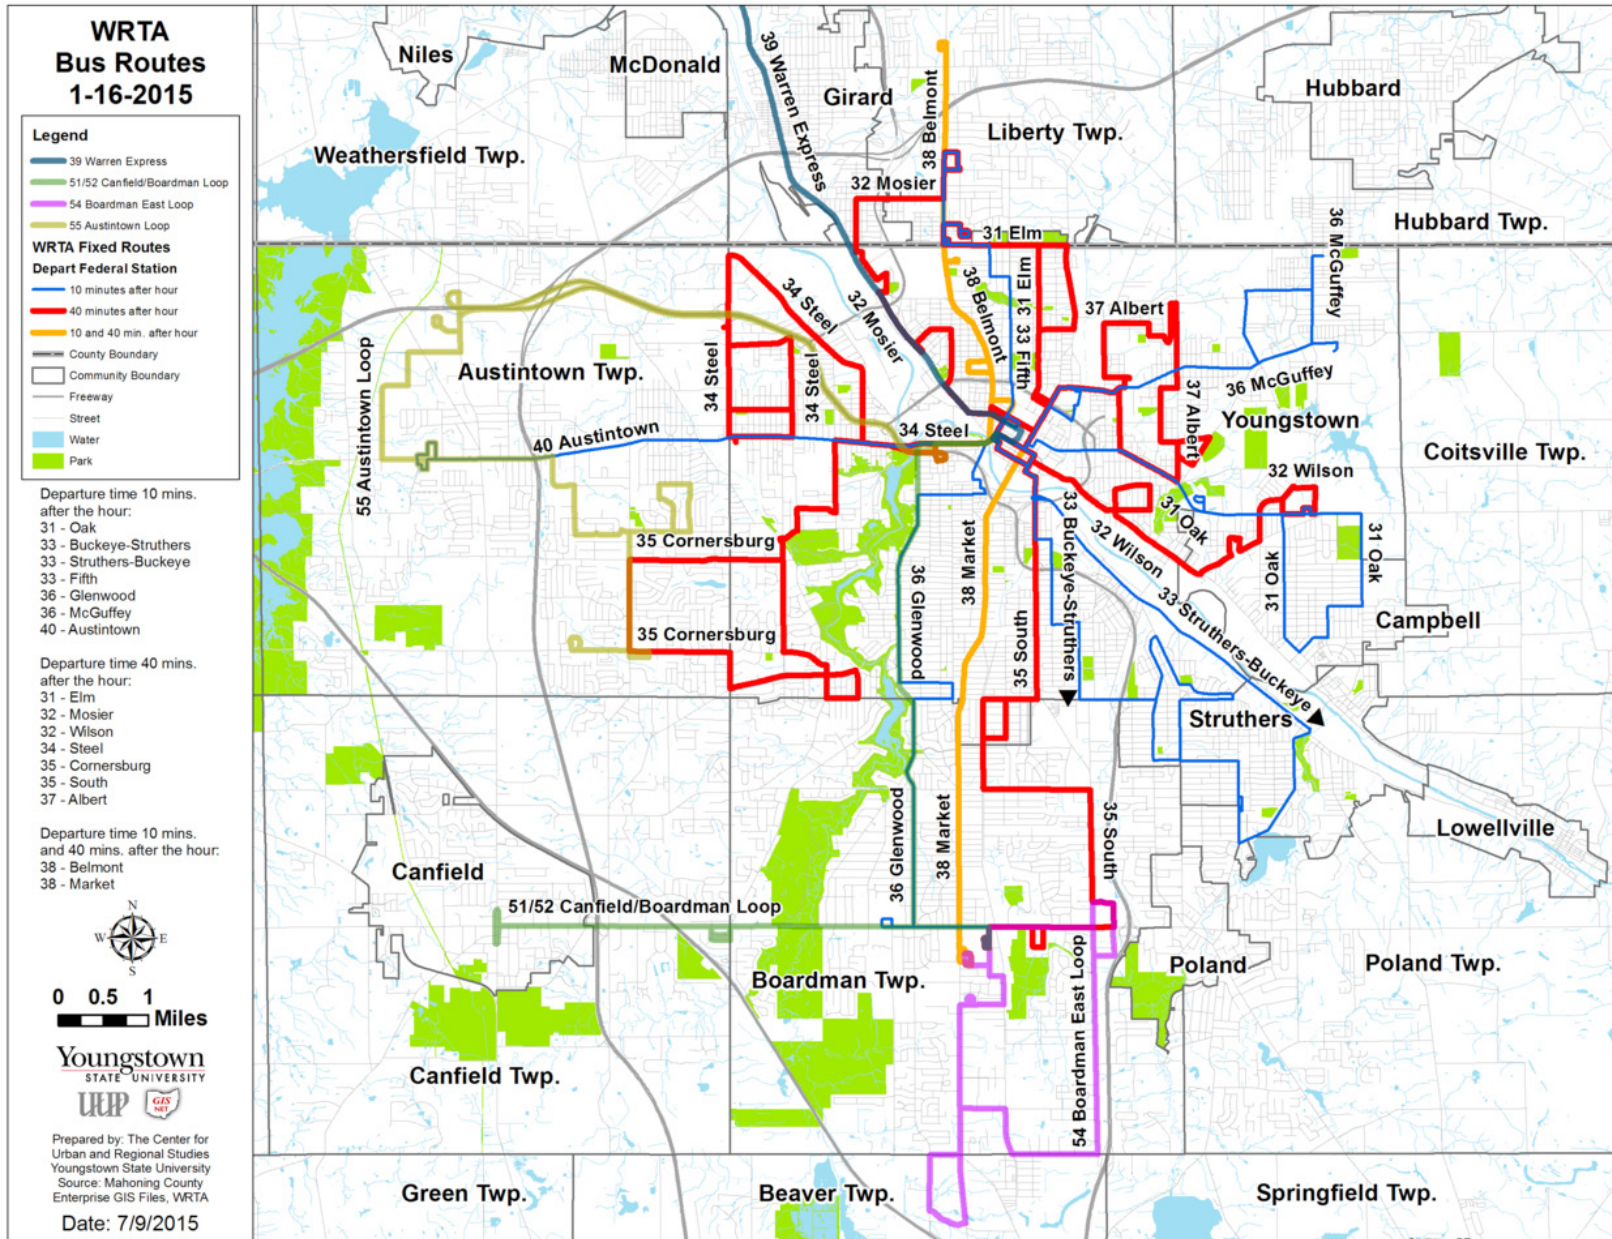 WRTA
Bus Routes
1-16-2015
Legend
39 Warren Express
51/52 Canfield/Boardman Loop
54 Boardman East Loop
55 Austintown Loop
WRTA Fixed Routes
Depart Federal Station
10 minutes after hour
40 minutes after hour
10 and 40 min. after hour
County Boundary
Community Boundary
Freeway
Street
Water
Park
Departure time 10 mins.
after the hour:
31 - Oak
33 - Buckeye-Struthers
33 - Struthers-Buckeye
33 - Fifth
36 - Glenwood
36 - McGuffey
40 - Austintown
Departure time 40 mins.
after the hour:
31 - Elm
32 - Mosier
32 - Wilson
34 - Steel
35 - Cornersburg
35 - South
37 - Albert
Departure time 10 mins.
and 40 mins. after the hour:
38 - Belmont
38 - Market
N
W E
S
0 0.5 1
Miles
Youngstown
STATE UNIVERSITY
GIS
NET
Prepared by: The Center for
Urban and Regional Studies
Youngstown State University
Source: Mahoning County
Enterprise GIS Files, WRTA
Date: 7/9/2015
Niles
McDonald
39 Warren Express
Girard
38 Belmont
Hubbard
Liberty Twp.
Weathersfield Twp.
32 Mosier
36 McGuffey
Hubbard Twp.
31 Elm
34 Steel
32 Mosier
38 Belmont
31 Elm
33 Fifth
37 Albert
55 Austintown Loop
Austintown Twp.
34 Steel
34 Steel
36 McGuffey
37 Albert
Youngstown
40 Austintown
34 Steel
Coitsville Twp.
32 Wilson
33 Buckeye-Struthers
31 Oak
35 Cornersburg
38 Market
32 Wilson
31 Oak
31 Oak
36 Glenwood
33 Struthers-Buckeye
Campbell
35 Cornersburg
35 South
Struthers
36 Glenwood
38 Market
35 South
Lowellville
Canfield
51/52 Canfield/Boardman Loop
54 Boardman East Loop
Boardman Twp.
Poland
Poland Twp.
Canfield Twp.
Green Twp.
Beaver Twp.
Springfield Twp.